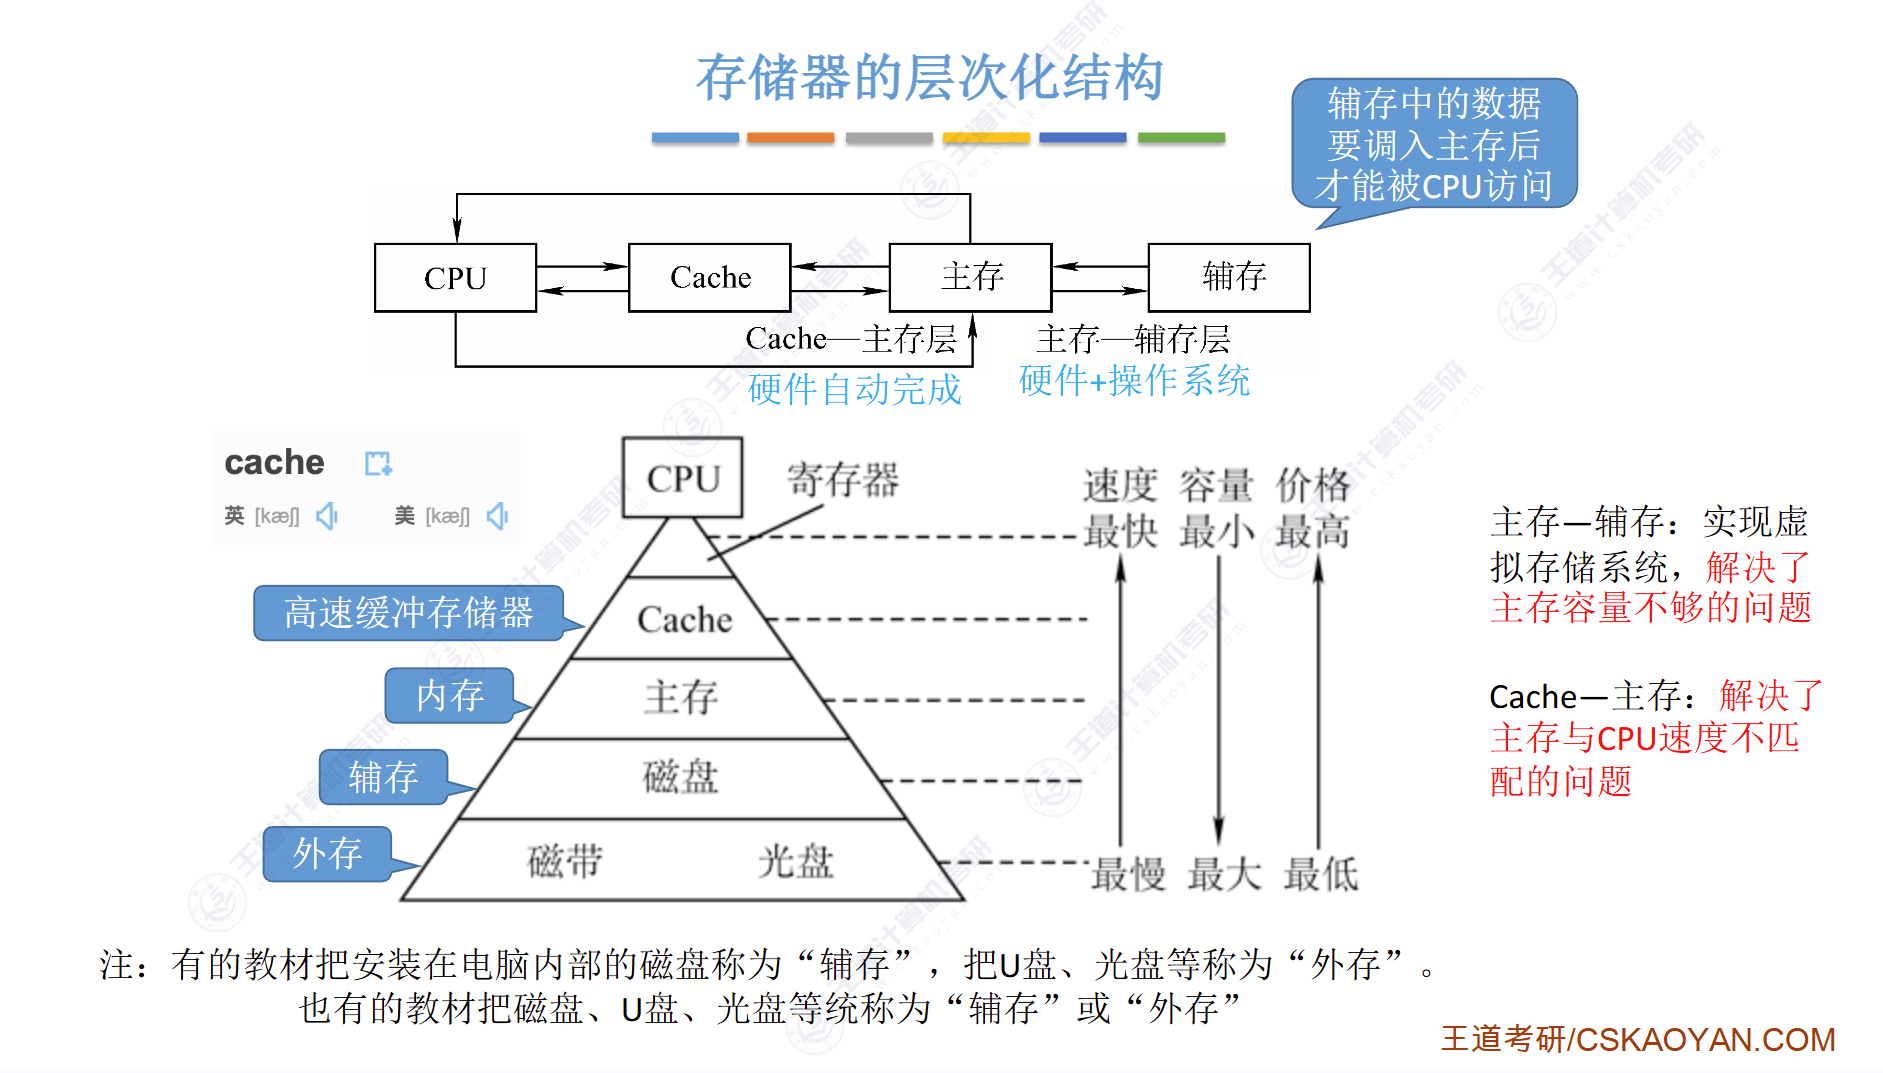 存储器的层次化结构
辅存中的数据
要调入主存后
才能被CPU访问
CPU
Cache
主存
辅存
Cache—主存层
主存—辅存层
硬件自动完成
硬件+操作系统
cache
英 [kæʃ]
美 [kæʃ]
CPU
寄存器
速度 容量 价格
最快 最小 最高
高速缓冲存储器
Cache
内存
主存
辅存
磁盘
外存
磁带
光盘
最慢 最大 最低
主存—辅存：实现虚
拟存储系统，解决了
主存容量不够的问题
Cache—主存：解决了
主存与CPU速度不匹
配的问题
注：有的教材把安装在电脑内部的磁盘称为“辅存”，把U盘、光盘等称为“外存”。
也有的教材把磁盘、U盘、光盘等统称为“辅存”或“外存”
王道考研/CSKAOYAN.COM
王道计算机考研
www.cskaoyan.com